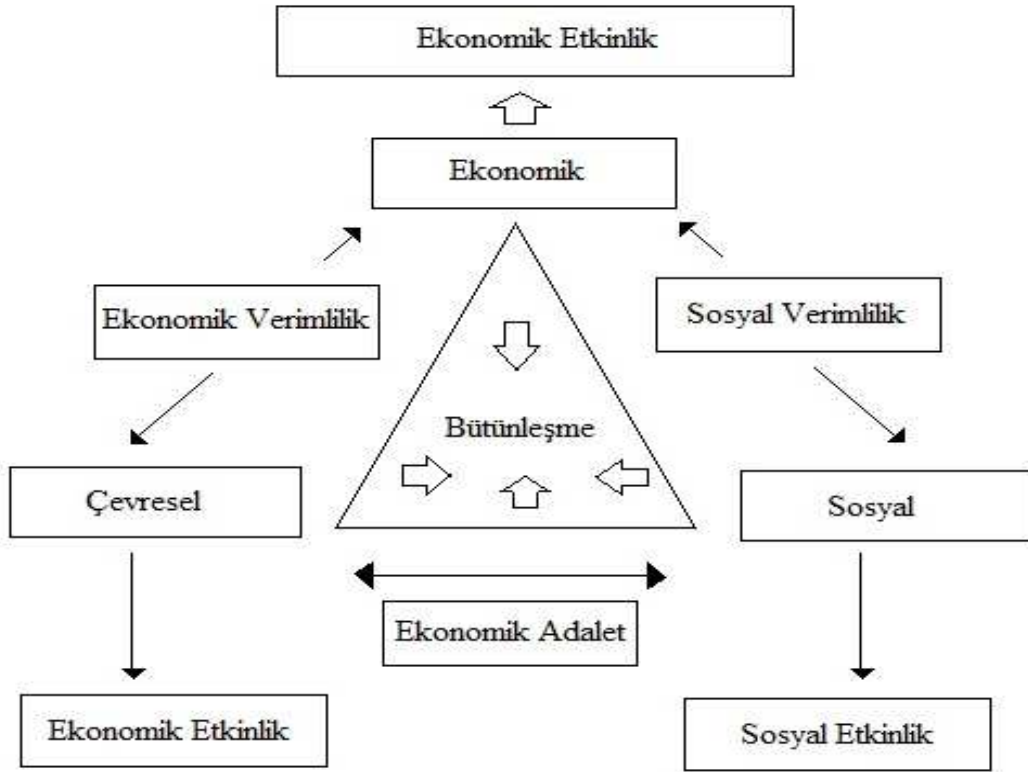 Ekonomik Etkinlik
Ekonomik
Ekonomik Verimlilik
Sosyal Verimlilik
Bütünleşme
Çevresel
Sosyal
Ekonomik Adalet
Ekonomik Etkinlik
Sosyal Etkinlik